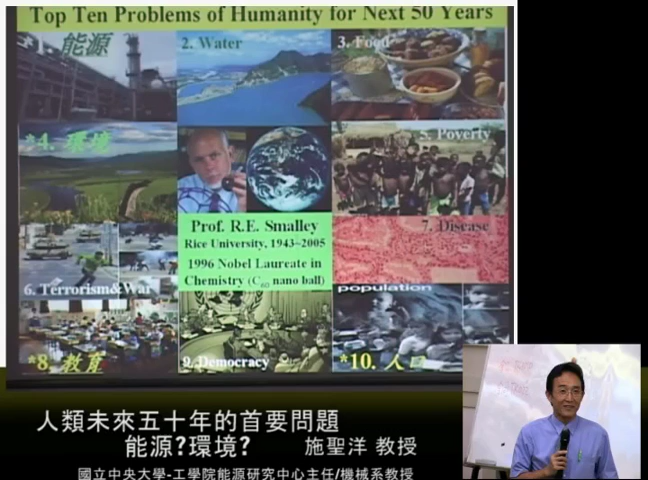 Top Ten Problems of Humanity for Next 50 Years
*1. 能源
2. Water
3. Food
*4. 環境
5. Poverty
Prof. R.E. Smalley
Rice University, 1943~2005
1996 Nobel Laureate in
Chemistry (C60 nano ball)
7. Disease
6. Terrorism&War
population
*8. 教育
9. Democracy
*10. 人口
人類未來五十年的首要問題
能源?環境?
施聖洋 教授
國立中央大學-工學院能源研究中心主任/機械系教授